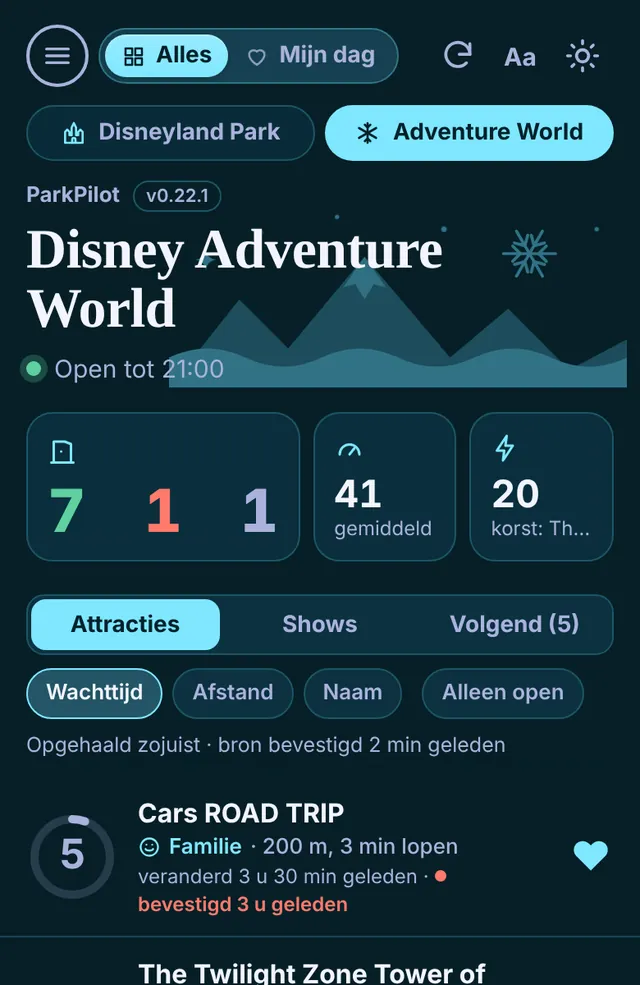 Alles
Mijn dag
Aa
Disneyland Park
Adventure World
ParkPilot
v0.22.1
Disney Adventure
World
Open tot 21:00
7 1 1
41
gemiddeld
20
korst: Th...
Attracties
Shows
Volgend (5)
Wachttijd
Afstand
Naam
Alleen open
Opgehaald zojuist · bron bevestigd 2 min geleden
5
Cars ROAD TRIP
Familie · 200 m, 3 min lopen
veranderd 3 u 30 min geleden ·
bevestigd 3 u geleden
The Twilight Zone Tower of